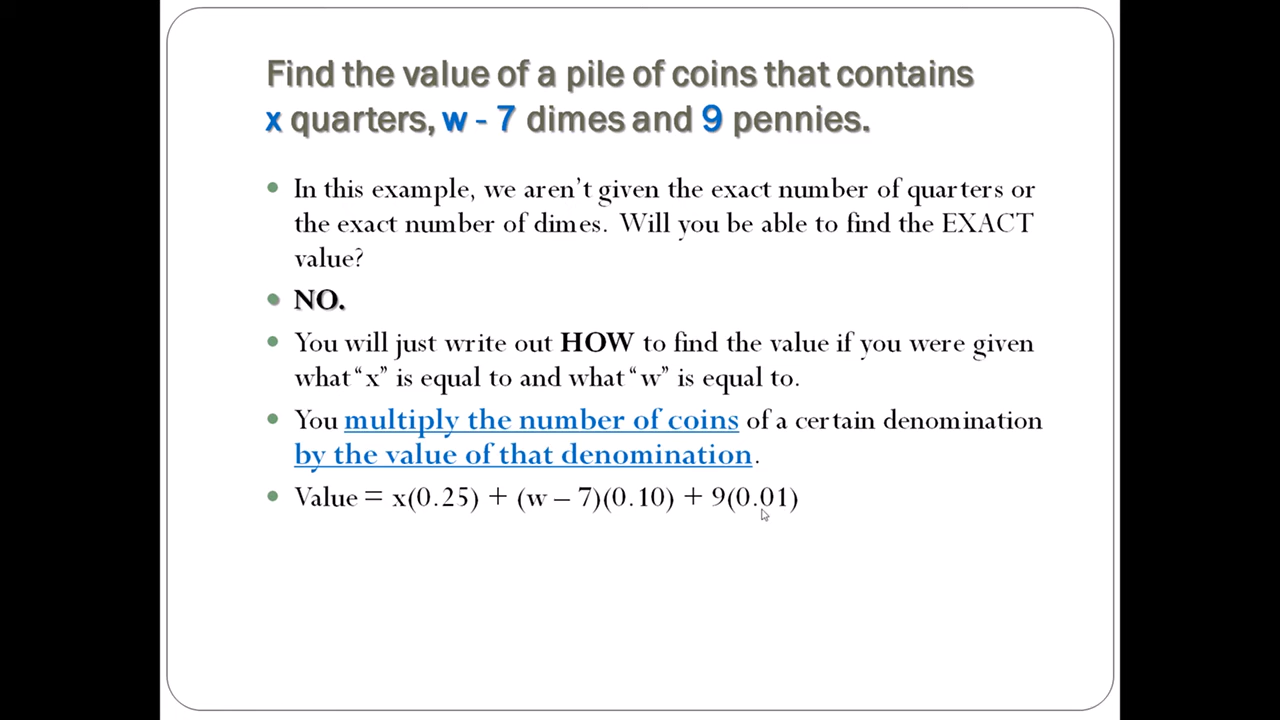 Find the value of a pile of coins that contains
x quarters, w - 7 dimes and 9 pennies.
• In this example, we aren’t given the exact number of quarters or
the exact number of dimes. Will you be able to find the EXACT
value?
• NO.
• You will just write out HOW to find the value if you were given
what “x” is equal to and what “w” is equal to.
• You multiply the number of coins of a certain denomination
by the value of that denomination.
• Value = x(0.25) + (w – 7)(0.10) + 9(0.01)